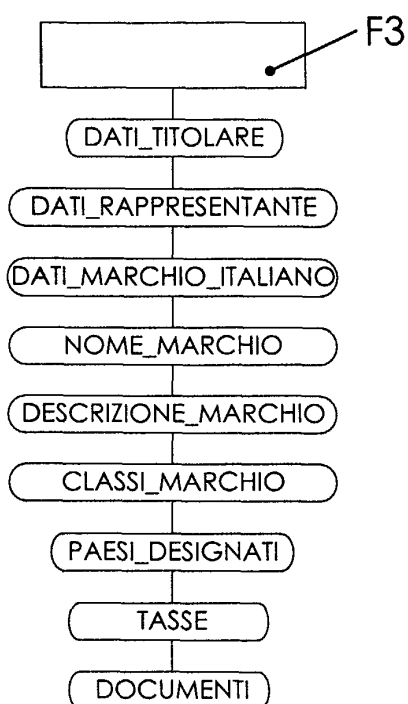 F3
DATI_TITOLARE
DATI_RAPPRESENTANTE
DATI_MARCHIO_ITALIANO
NOME_MARCHIO
DESCRIZIONE_MARCHIO
CLASSI_MARCHIO
PAESI_DESIGNATI
TASSE
DOCUMENTI